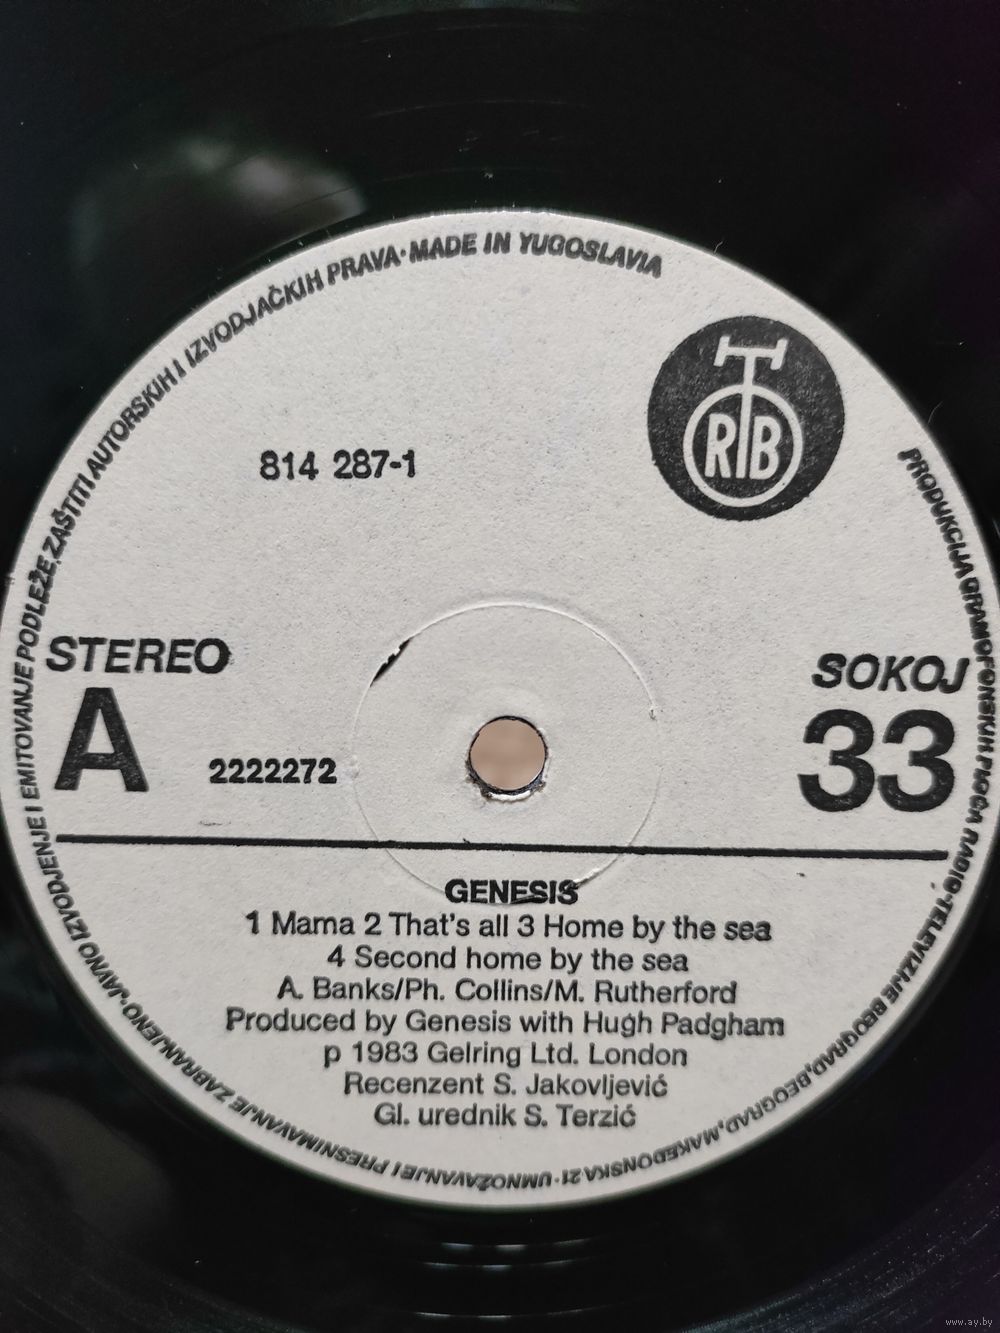 PRODUKCIJA GRAMOFONSKIH PLOČA RADIO-TELEVIZIJE BEOGRAD, BEOGRAD, MAKEDONSKA 21 · UMNOŽAVANJE I PRESNIMAVANJE ZABRANJENO · JAVNO IZVODJENJE I EMITOVANJE PODLEŽE ZAŠTITI AUTORSKIH I IZVODJAČKIH PRAVA · MADE IN YUGOSLAVIA
RTB
814 287-1
STEREO
SOKOJ
A
33
2222272
GENESIS
1 Mama 2 That's all 3 Home by the sea
4 Second home by the sea
A. Banks/Ph. Collins/M. Rutherford
Produced by Genesis with Hugh Padgham
p 1983 Gelring Ltd. London
Recenzent S. Jakovljević
Gl. urednik S. Terzić
www.ay.by